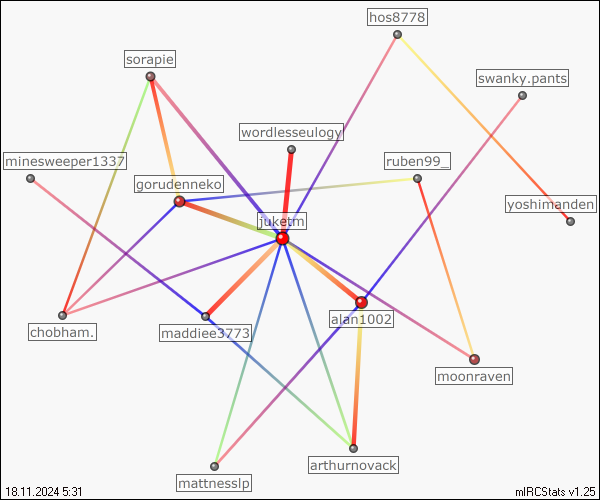 hos8778
sorapie
swanky.pants
wordlesseulogy
minesweeper1337
ruben99_
gorudenneko
yoshimanden
juketm
alan1002
chobham.
maddiee3773
moonraven
arthurnovack
mattnesslp
18.11.2024 5:31
mIRCStats v1.25